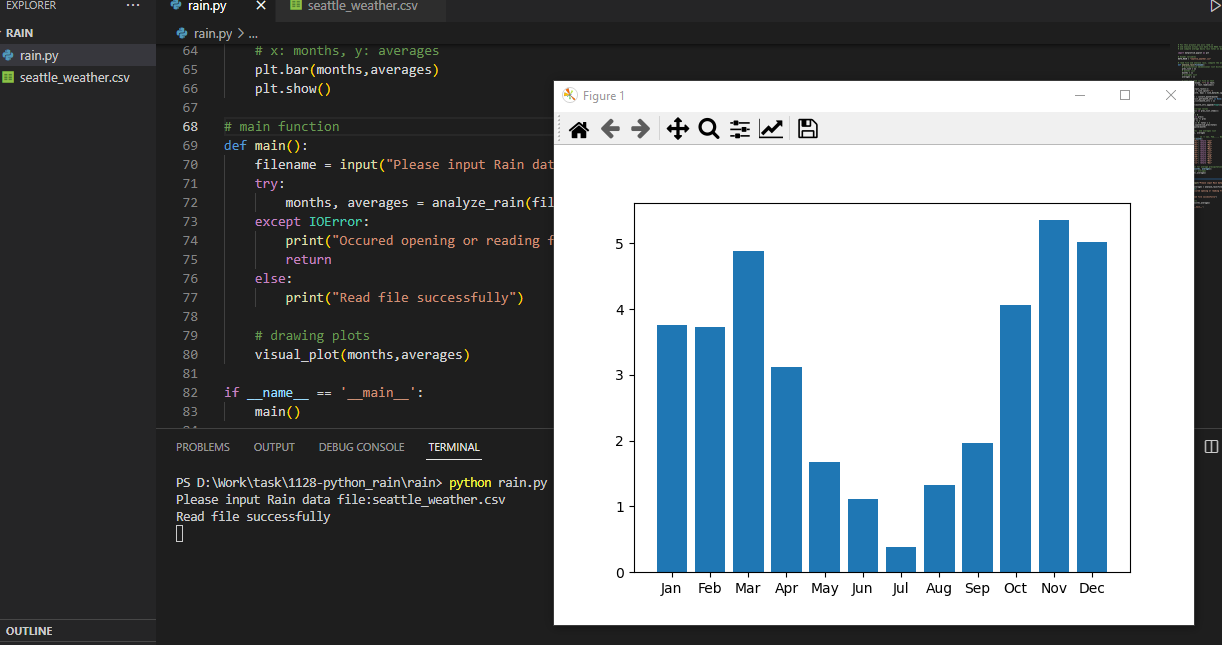 EXPLORER
rain.py
seattle_weather.csv
RAIN
rain.py
seattle_weather.csv
OUTLINE
rain.py > ...
64 # x: months, y: averages
65 plt.bar(months,averages)
66 plt.show()
67
68 # main function
69 def main():
70 filename = input("Please input Rain dat
71 try:
72 months, averages = analyze_rain(fil
73 except IOError:
74 print("Occured opening or reading f
75 return
76 else:
77 print("Read file successfully")
78
79 # drawing plots
80 visual_plot(months,averages)
81
82 if __name__ == '__main__':
83 main()
PROBLEMS OUTPUT DEBUG CONSOLE TERMINAL
PS D:\Work\task\1128-python_rain\rain> python rain.py
Please input Rain data file:seattle_weather.csv
Read file successfully
Figure 1
5
4
3
2
1
0
Jan Feb Mar Apr May Jun Jul Aug Sep Oct Nov Dec